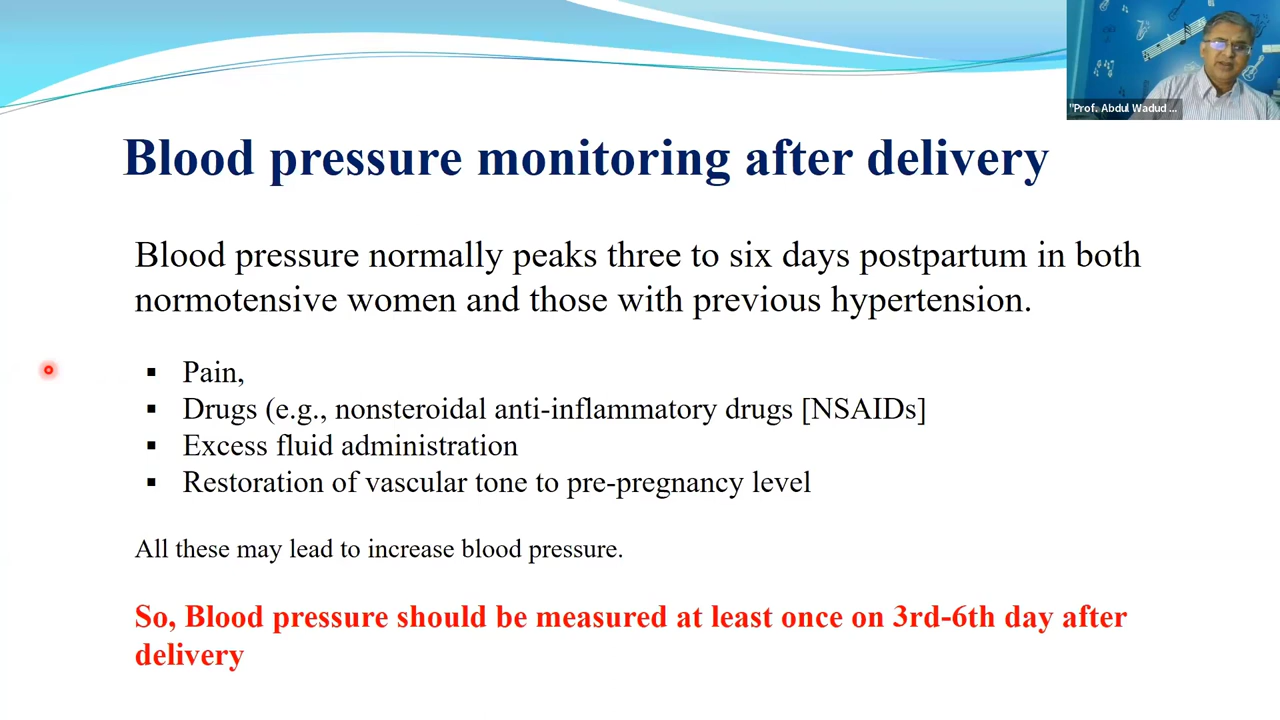 "Prof. Abdul Wadud ...
Blood pressure monitoring after delivery
Blood pressure normally peaks three to six days postpartum in both
normotensive women and those with previous hypertension.
▪ Pain,
▪ Drugs (e.g., nonsteroidal anti-inflammatory drugs [NSAIDs]
▪ Excess fluid administration
▪ Restoration of vascular tone to pre-pregnancy level
All these may lead to increase blood pressure.
So, Blood pressure should be measured at least once on 3rd-6th day after
delivery